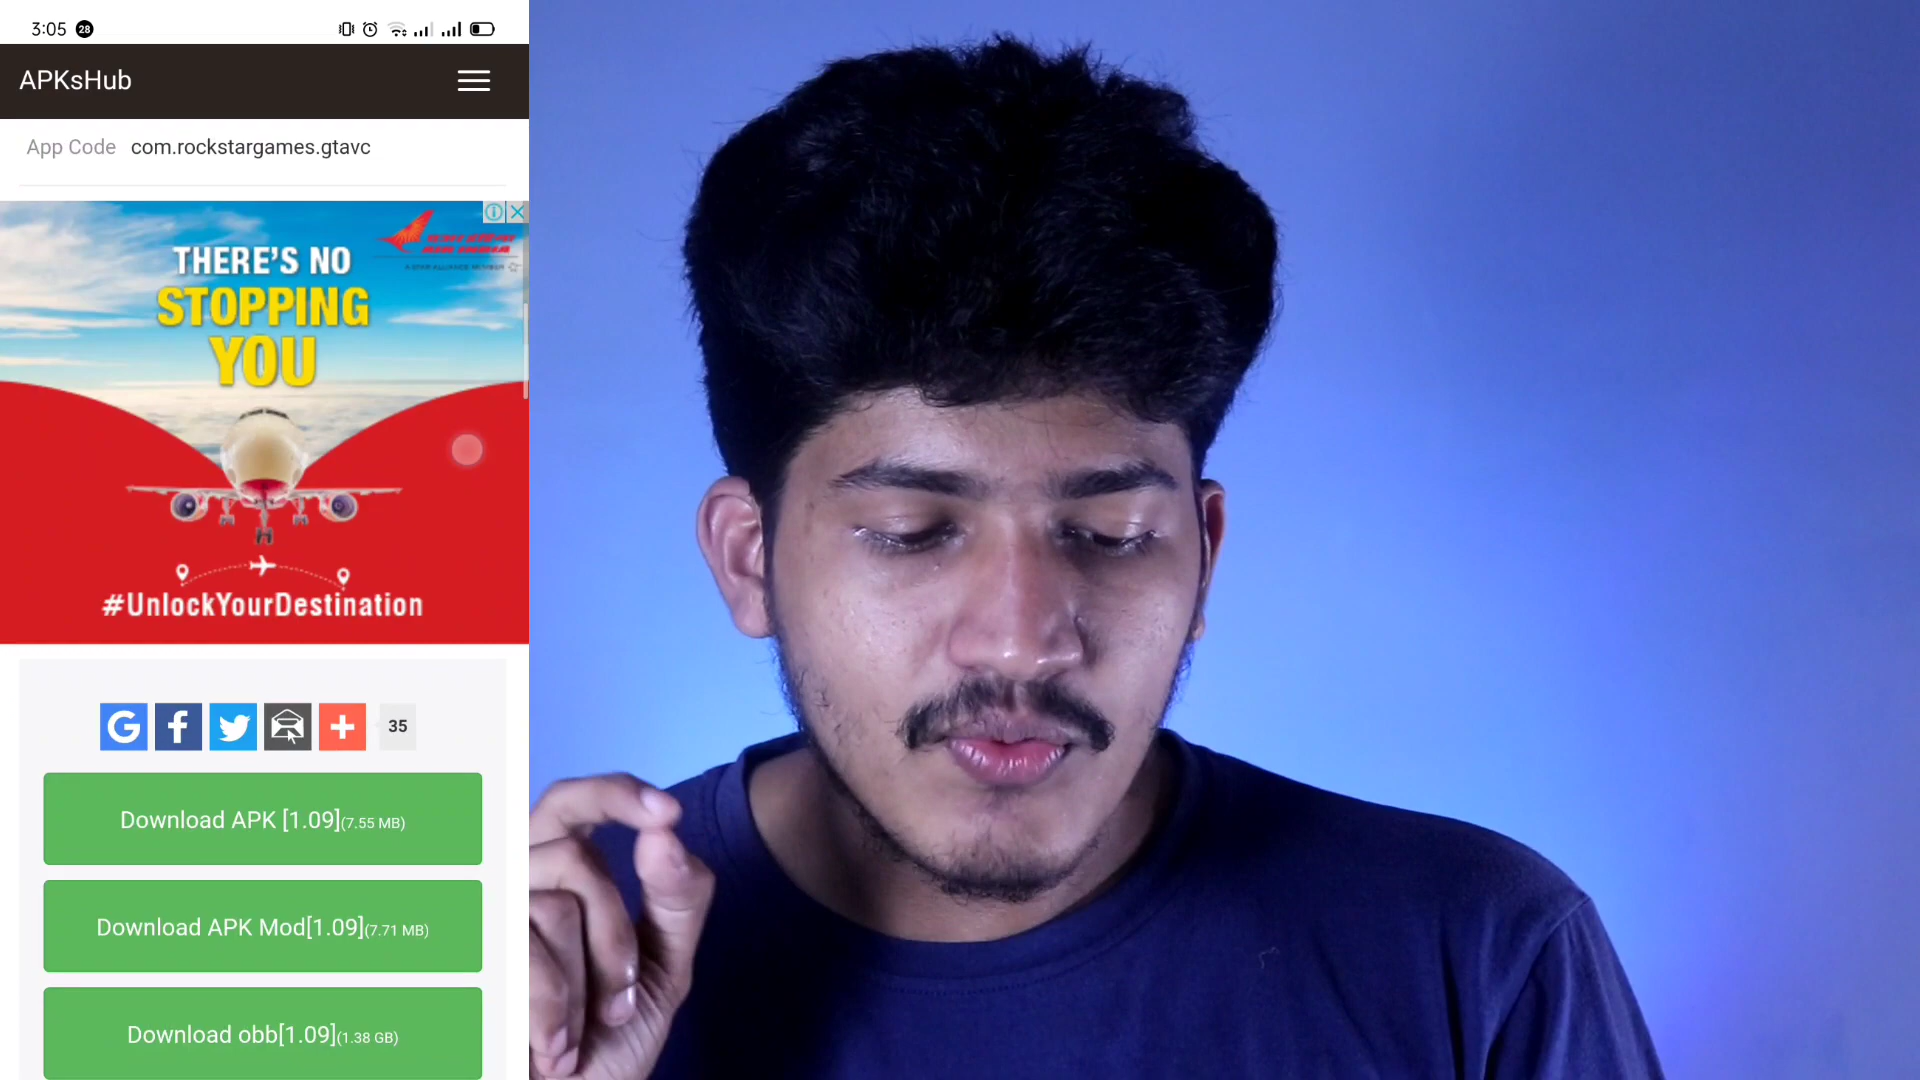 3:05 28
APKsHub
App Code com.rockstargames.gtavc
THERE'S NO
STOPPING
YOU
#UnlockYourDestination
35
Download APK [1.09](7.55 MB)
Download APK Mod[1.09](7.71 MB)
Download obb[1.09](1.38 GB)